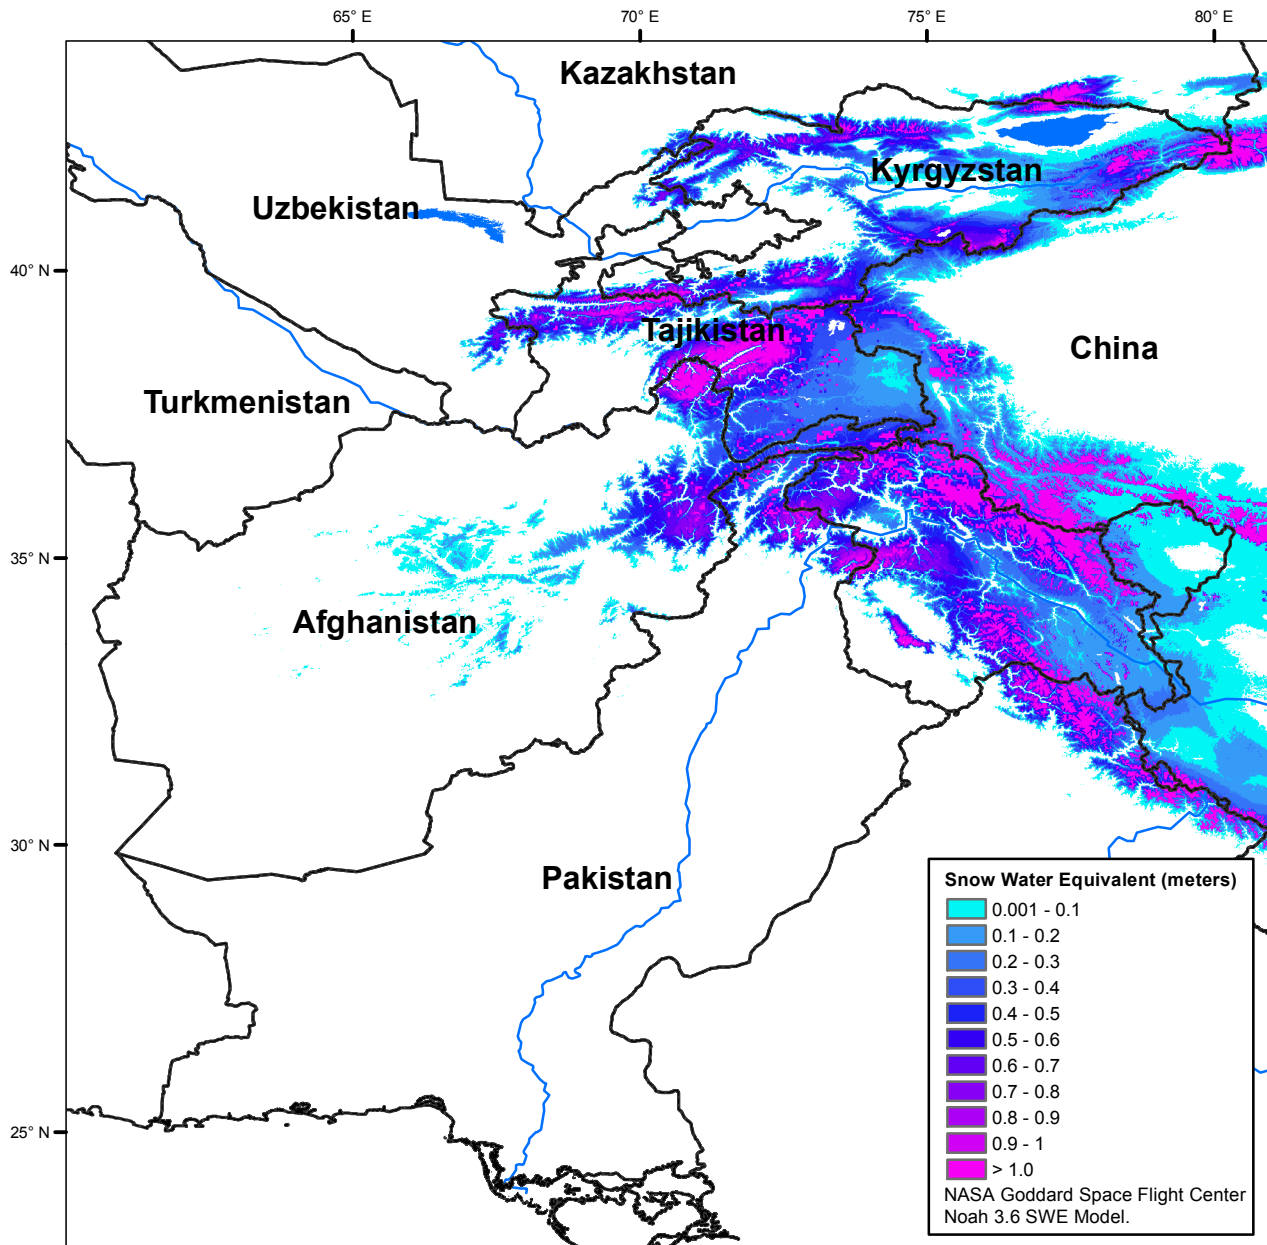 65° E
70° E
75° E
80° E
Kazakhstan
Kyrgyzstan
Uzbekistan
40° N
Tajikistan
China
Turkmenistan
35° N
Afghanistan
30° N
Pakistan
25° N
Snow Water Equivalent (meters)
0.001 - 0.1
0.1 - 0.2
0.2 - 0.3
0.3 - 0.4
0.4 - 0.5
0.5 - 0.6
0.6 - 0.7
0.7 - 0.8
0.8 - 0.9
0.9 - 1
> 1.0
NASA Goddard Space Flight Center
Noah 3.6 SWE Model.